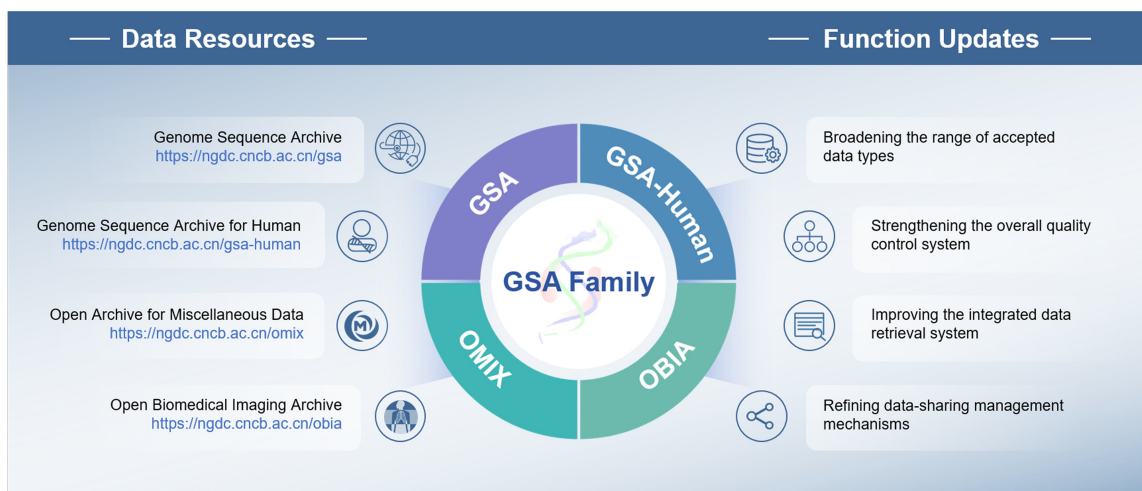 Data Resources
Function Updates
Genome Sequence Archive
https://ngdc.cncb.ac.cn/gsa
Genome Sequence Archive for Human
https://ngdc.cncb.ac.cn/gsa-human
Open Archive for Miscellaneous Data
https://ngdc.cncb.ac.cn/omix
Open Biomedical Imaging Archive
https://ngdc.cncb.ac.cn/obia
M
GSA
GSA-Human
GSA Family
OMIX
OBIA
Broadening the range of accepted
data types
Strengthening the overall quality
control system
Improving the integrated data
retrieval system
Refining data-sharing management
mechanisms